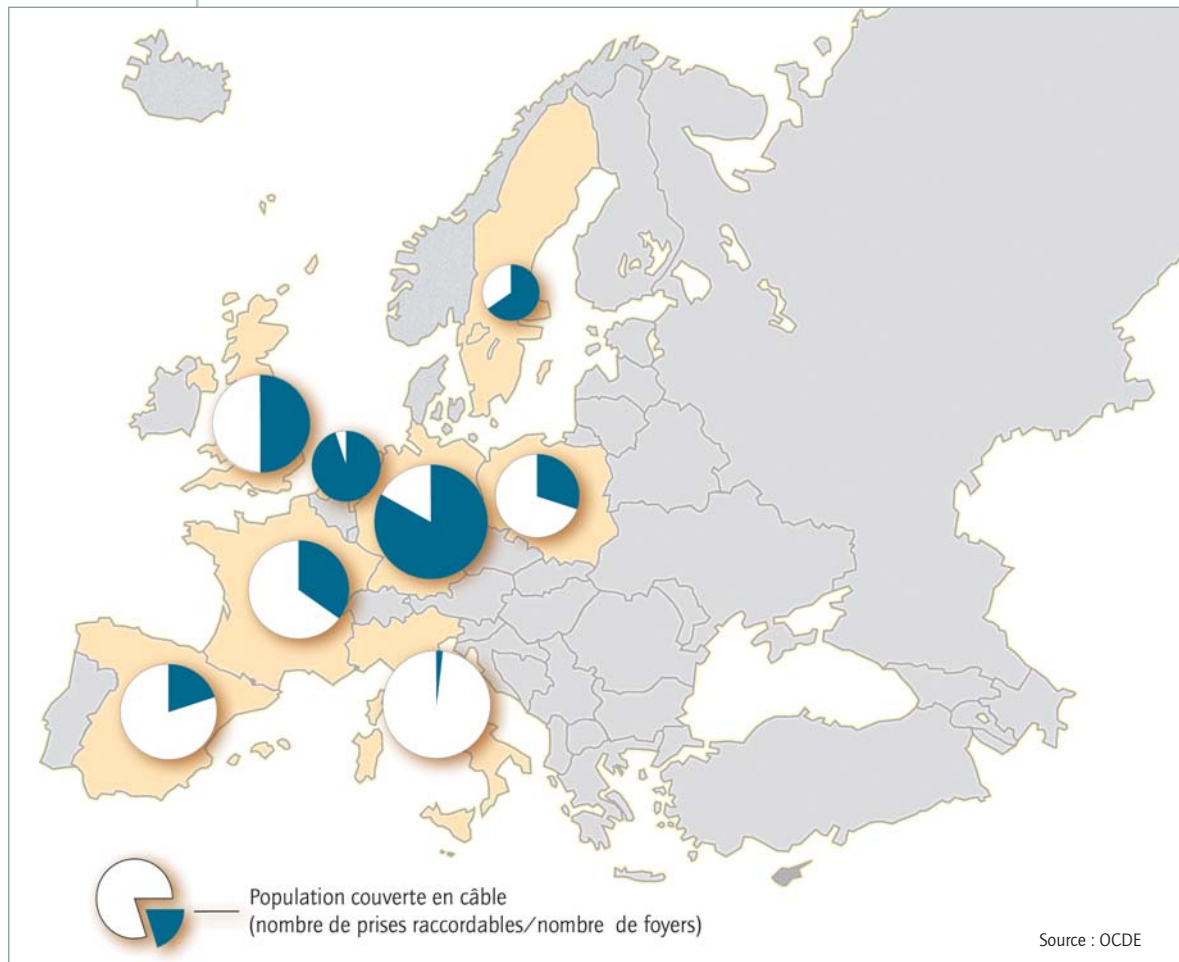 Population couverte en câble
(nombre de prises raccordables/nombre de foyers)
Source : OCDE